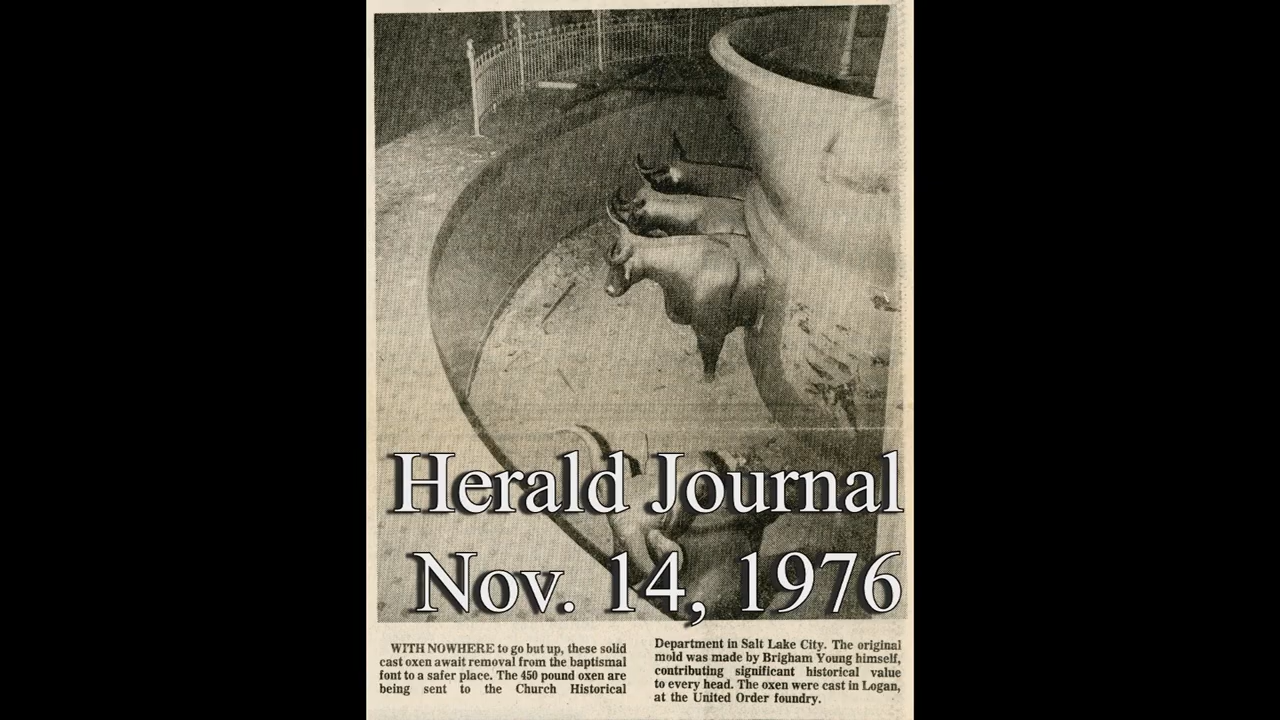 Herald Journal
Nov. 14, 1976
WITH NOWHERE to go but up, these solid
cast oxen await removal from the baptismal
font to a safer place. The 450 pound oxen are
being sent to the Church Historical
Department in Salt Lake City. The original
mold was made by Brigham Young himself,
contributing significant historical value
to every head. The oxen were cast in Logan,
at the United Order foundry.